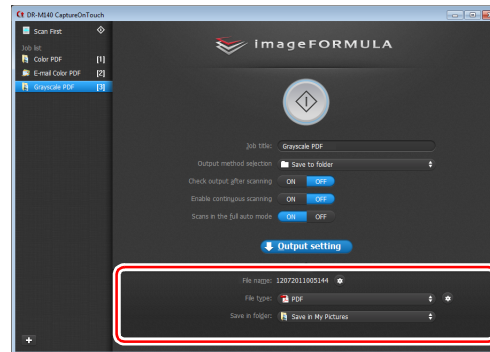 DR-M140 CaptureOnTouch
Scan First
Job list
Color PDF [1]
E-mail Color PDF [2]
Grayscale PDF [3]
imageFORMULA
Job title: Grayscale PDF
Output method selection Save to folder
Check output after scanning ON OFF
Enable continuous scanning ON OFF
Scans in the full auto mode ON OFF
Output setting
File name: 12072011005144
File type: PDF
Save in folder: Save in My Pictures